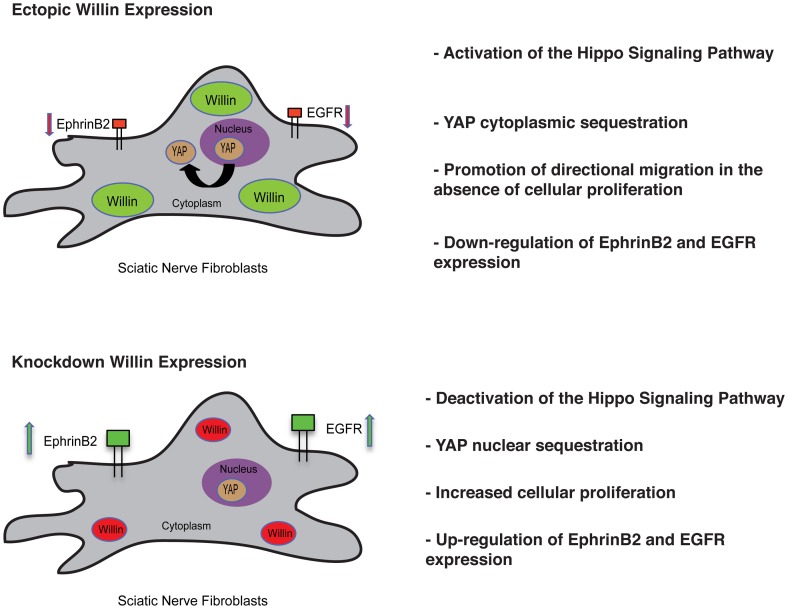 Ectopic Willin Expression
EphrinB2
Willin
EGFR
Nucleus
YAP
YAP
Willin
Cytoplasm
Willin
Sciatic Nerve Fibroblasts
- Activation of the Hippo Signaling Pathway
- YAP cytoplasmic sequestration
- Promotion of directional migration in the
absence of cellular proliferation
- Down-regulation of EphrinB2 and EGFR
expression
Knockdown Willin Expression
EphrinB2
Willin
EGFR
Nucleus
YAP
Willin
Cytoplasm
Willin
Sciatic Nerve Fibroblasts
- Deactivation of the Hippo Signaling Pathway
- YAP nuclear sequestration
- Increased cellular proliferation
- Up-regulation of EphrinB2 and EGFR
expression